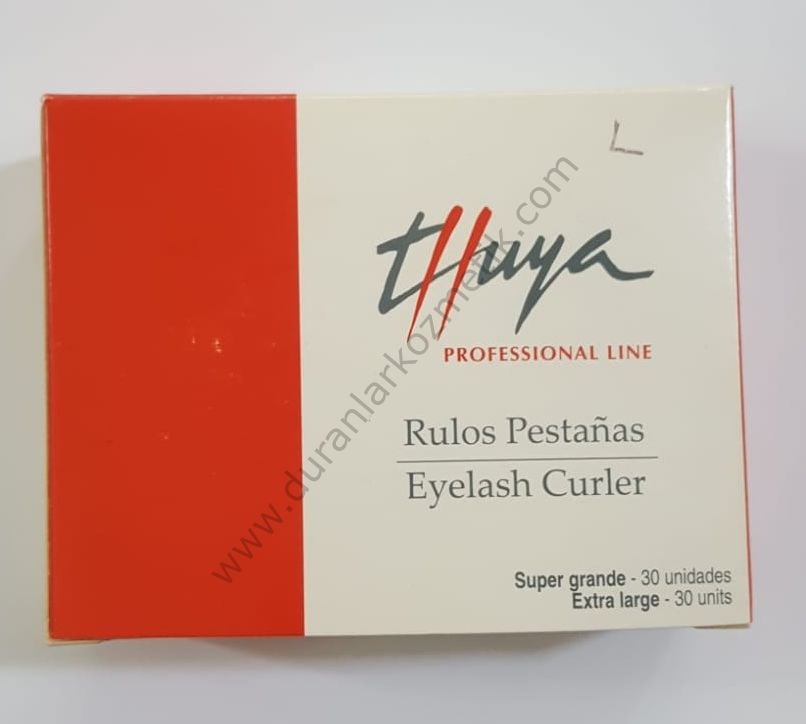 L
thuya
PROFESSIONAL LINE
Rulos Pestañas
Eyelash Curler
Super grande - 30 unidades
Extra large - 30 units
www.duranlarkozmetik.com